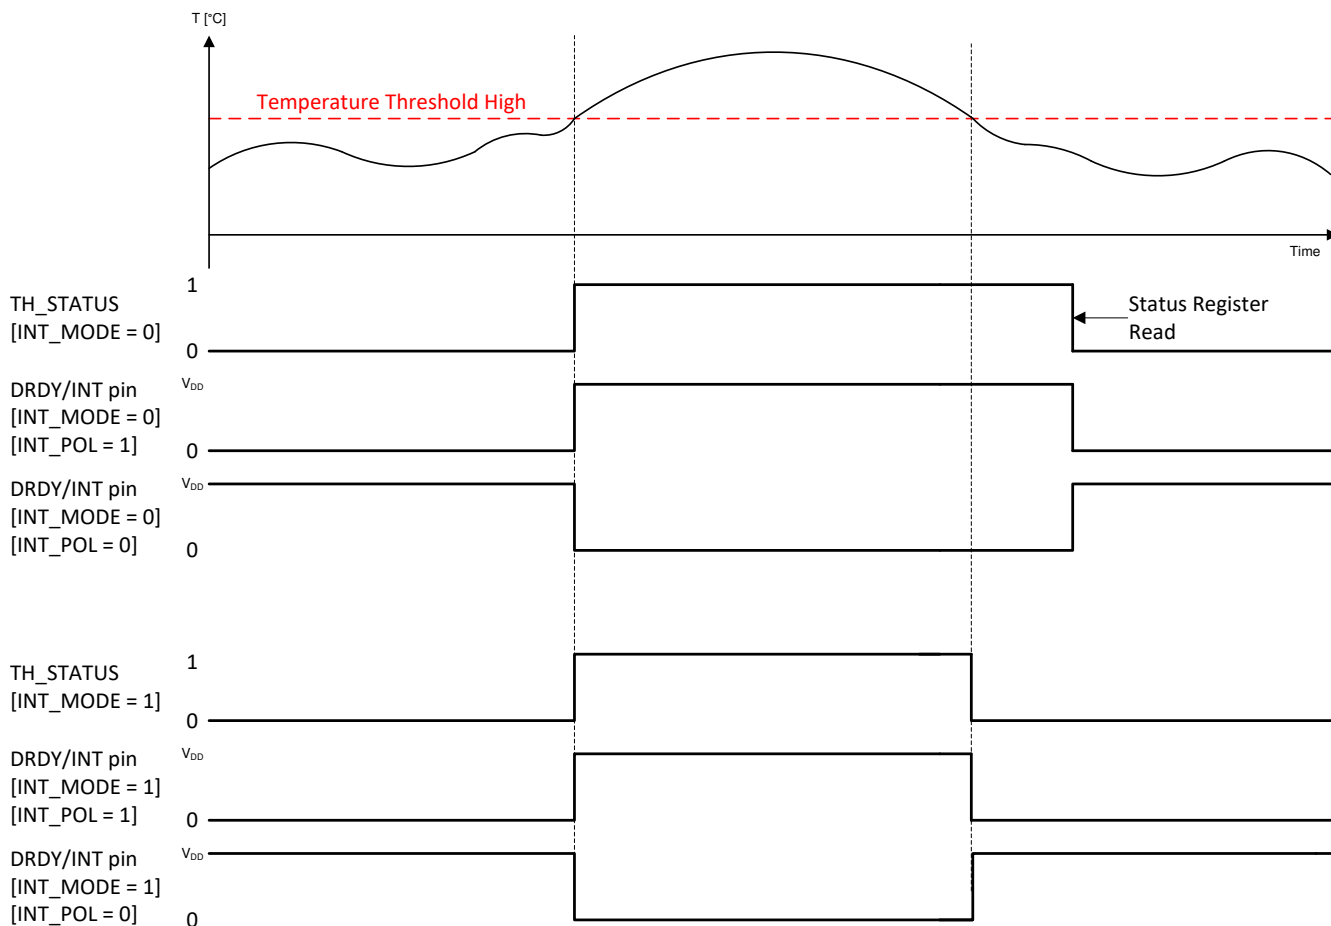 T [°C]
Temperature Threshold High
Time
TH_STATUS
[INT_MODE = 0]
1
0
Status Register
Read
DRDY/INT pin
[INT_MODE = 0]
[INT_POL = 1]
VDD
0
DRDY/INT pin
[INT_MODE = 0]
[INT_POL = 0]
VDD
0
TH_STATUS
[INT_MODE = 1]
1
0
DRDY/INT pin
[INT_MODE = 1]
[INT_POL = 1]
VDD
0
DRDY/INT pin
[INT_MODE = 1]
[INT_POL = 0]
VDD
0